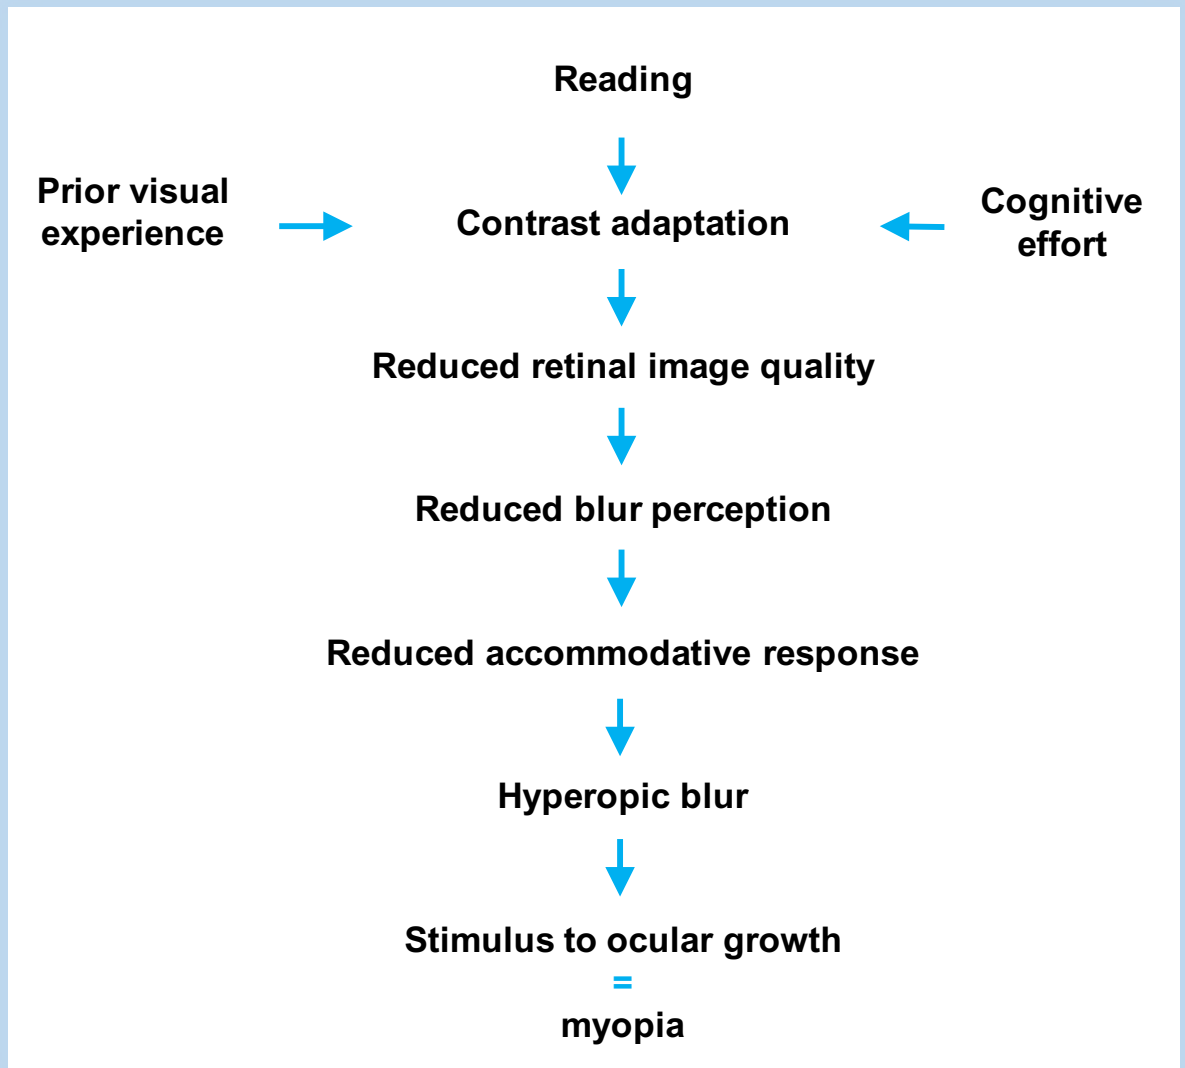 Reading
Prior visual
experience
Contrast adaptation
Cognitive
effort
Reduced retinal image quality
Reduced blur perception
Reduced accommodative response
Hyperopic blur
Stimulus to ocular growth
=
myopia